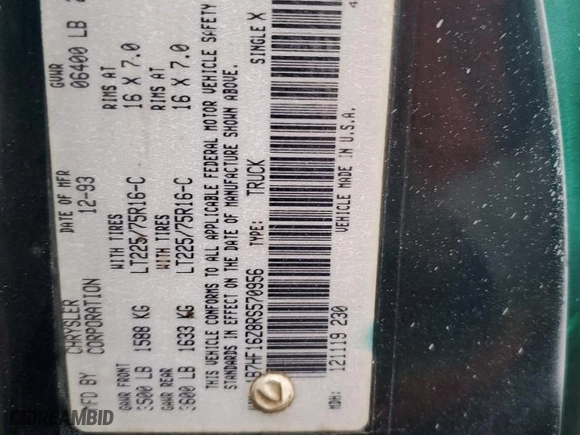 MFD BY CHRYSLER CORPORATION DATE OF MFR 12-93 GVWR 06400 LB
GAWR FRONT WITH TIRES RIMS AT
3500 LB 1588 KG LT225/75R16-C 16 X 7.0
GAWR REAR WITH TIRES RIMS AT
3600 LB 1633 KG LT225/75R16-C 16 X 7.0
THIS VEHICLE CONFORMS TO ALL APPLICABLE FEDERAL MOTOR VEHICLE SAFETY
STANDARDS IN EFFECT ON THE DATE OF MANUFACTURE SHOWN ABOVE.
1B7HF16Z8RS570956 TYPE: TRUCK SINGLE X
MDH: 121119 230 VEHICLE MADE IN U.S.A.